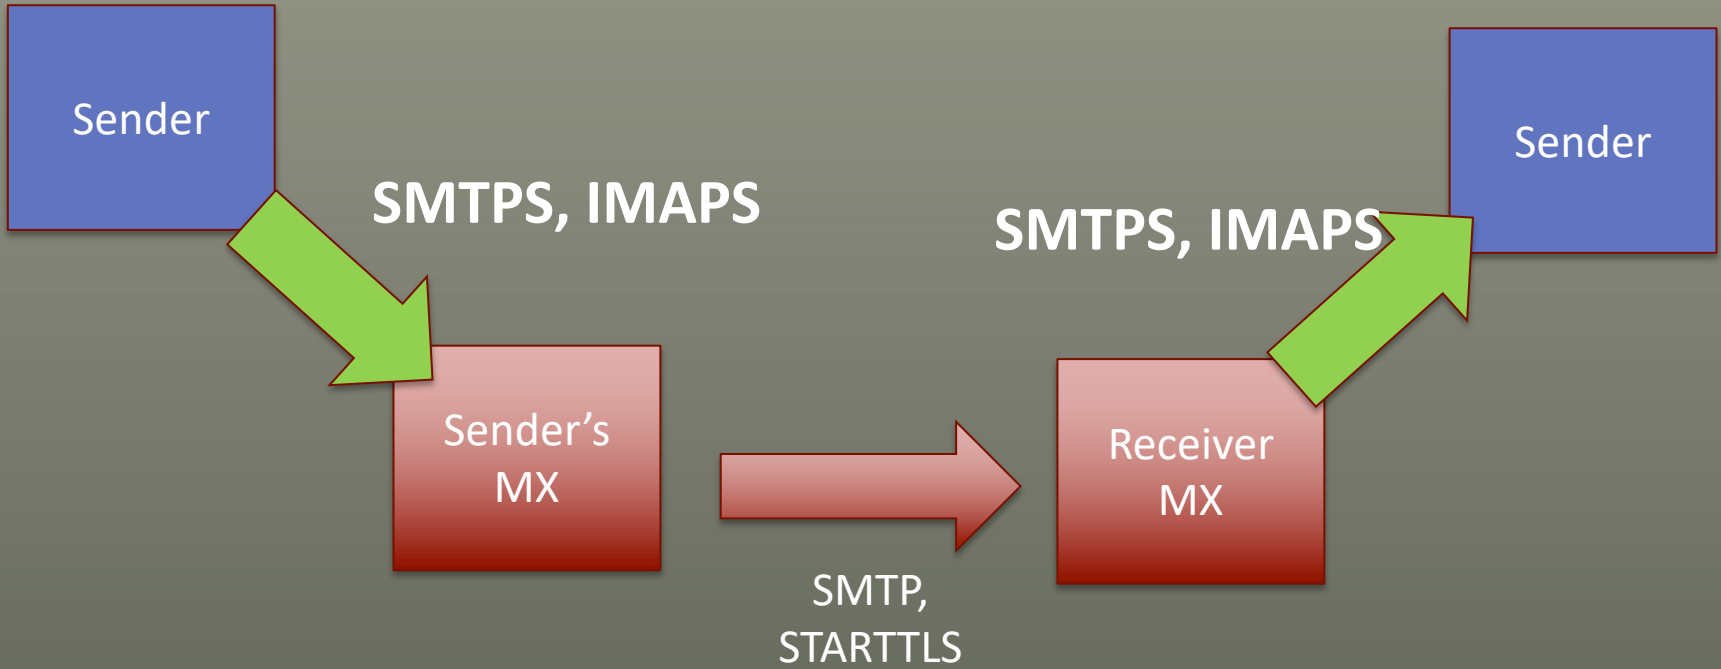 Sender
Sender
SMTPS, IMAPS
SMTPS, IMAPS
Sender’s
MX
Receiver
MX
SMTP,
STARTTLS